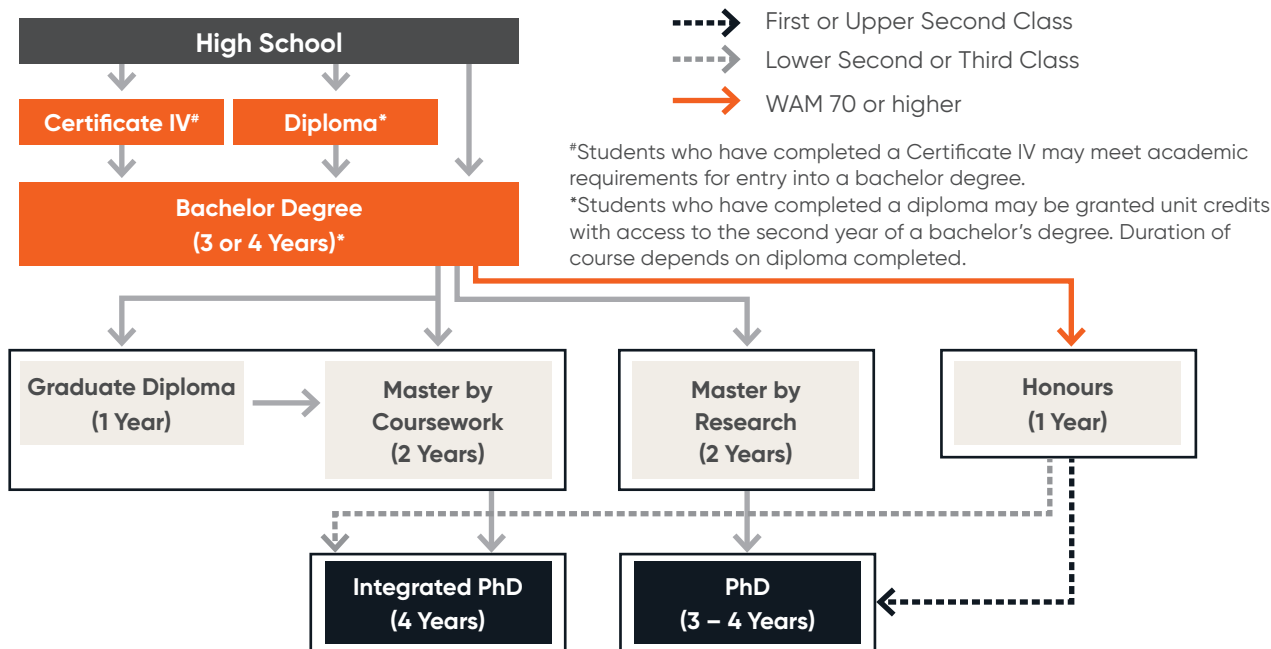 High School
First or Upper Second Class
Lower Second or Third Class
WAM 70 or higher
Certificate IV#
Diploma*
#Students who have completed a Certificate IV may meet academic
requirements for entry into a bachelor degree.
*Students who have completed a diploma may be granted unit credits
with access to the second year of a bachelor's degree. Duration of
course depends on diploma completed.
Bachelor Degree
(3 or 4 Years)*
Graduate Diploma
(1 Year)
Master by
Coursework
(2 Years)
Master by
Research
(2 Years)
Honours
(1 Year)
Integrated PhD
(4 Years)
PhD
(3 – 4 Years)